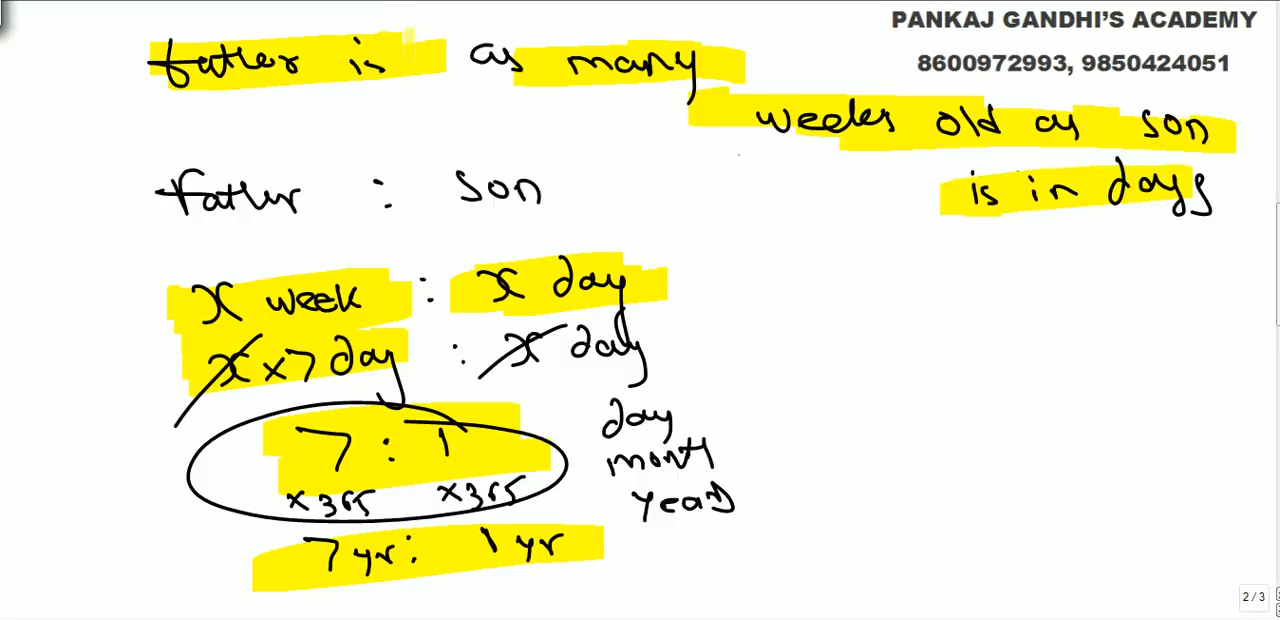 PANKAJ GANDHI'S ACADEMY
8600972993, 9850424051
father is as many
weeks old as son
is in days
father : son
x week : x day
x x7 day : x day
7 : 1
x 365 x 365
day
month
year
7 yr : 1 yr
2 / 3